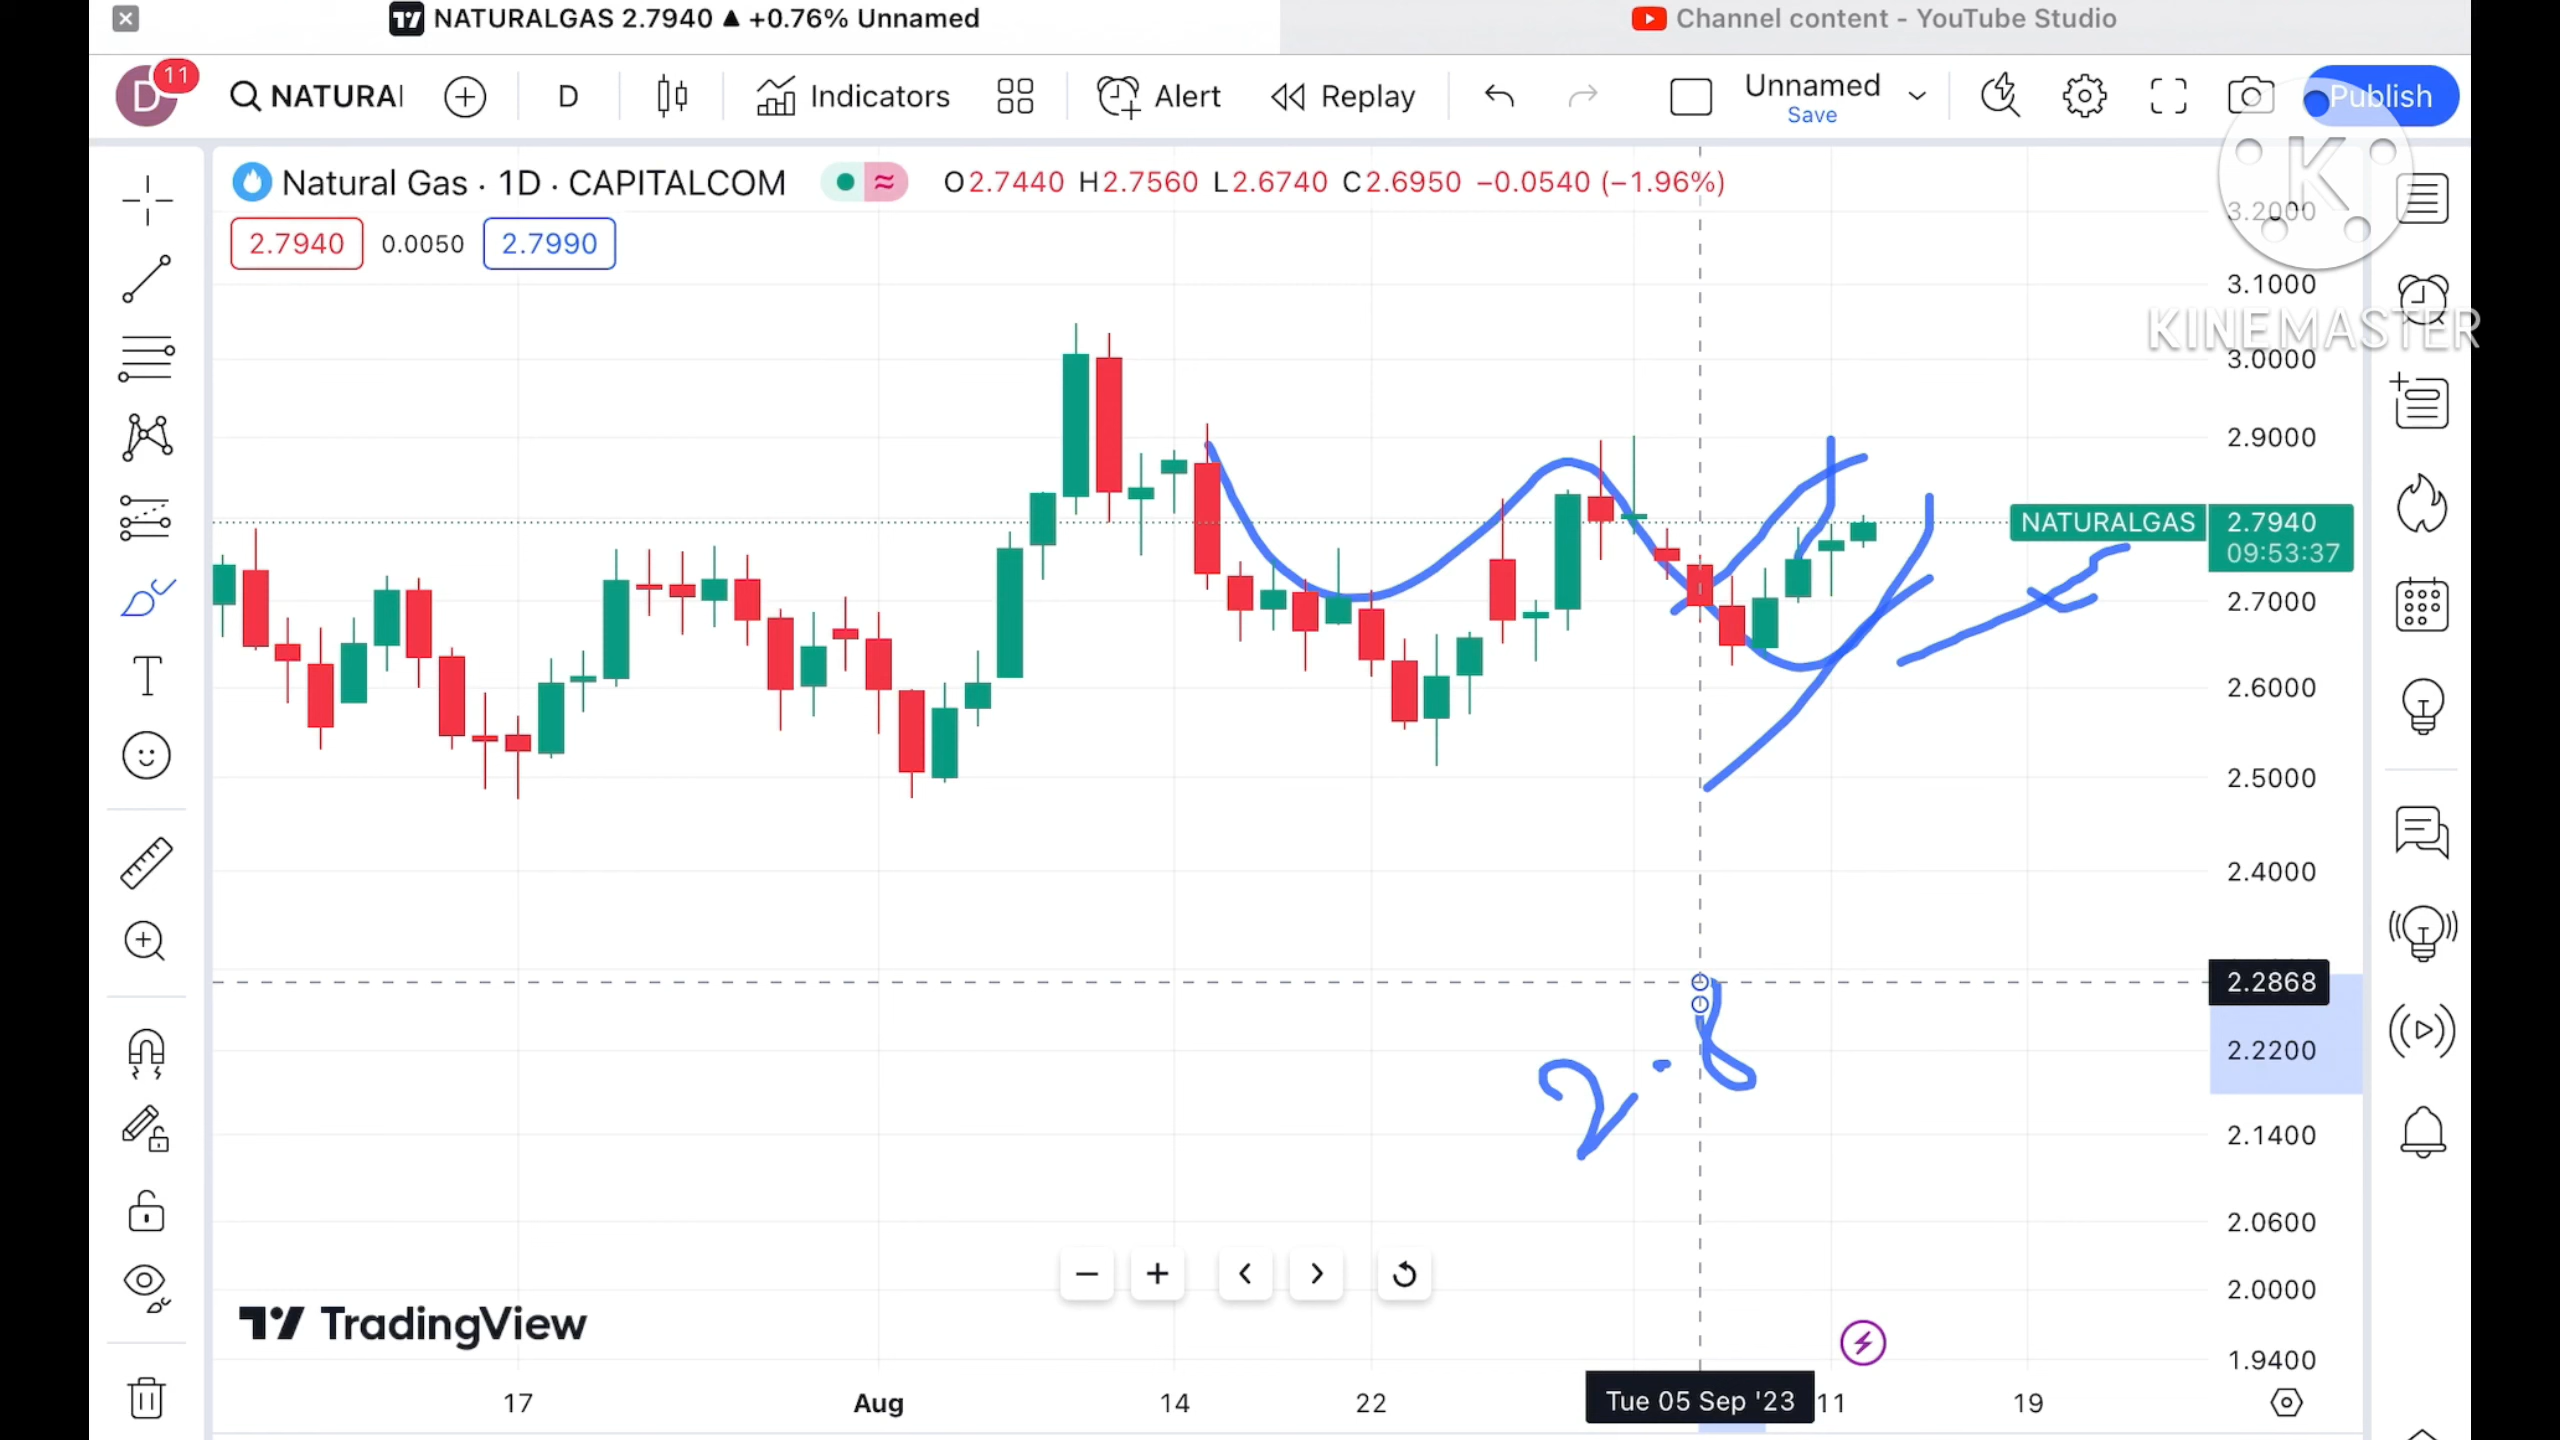 NATURALGAS 2.7940 ▲ +0.76% Unnamed
Channel content - YouTube Studio
D 11
NATURAI
D
Indicators
Alert
Replay
Unnamed
Save
Publish
Natural Gas · 1D · CAPITALCOM
O2.7440 H2.7560 L2.6740 C2.6950 −0.0540 (−1.96%)
2.7940 0.0050 2.7990
K
KINEMASTER
3.2000
3.1000
3.0000
2.9000
NATURALGAS 2.7940
09:53:37
2.7000
2.6000
2.5000
2.4000
2.2868
2.2200
2.1400
2.0600
2.0000
1.9400
2.8
TradingView
17 Aug 14 22 Tue 05 Sep '23 11 19